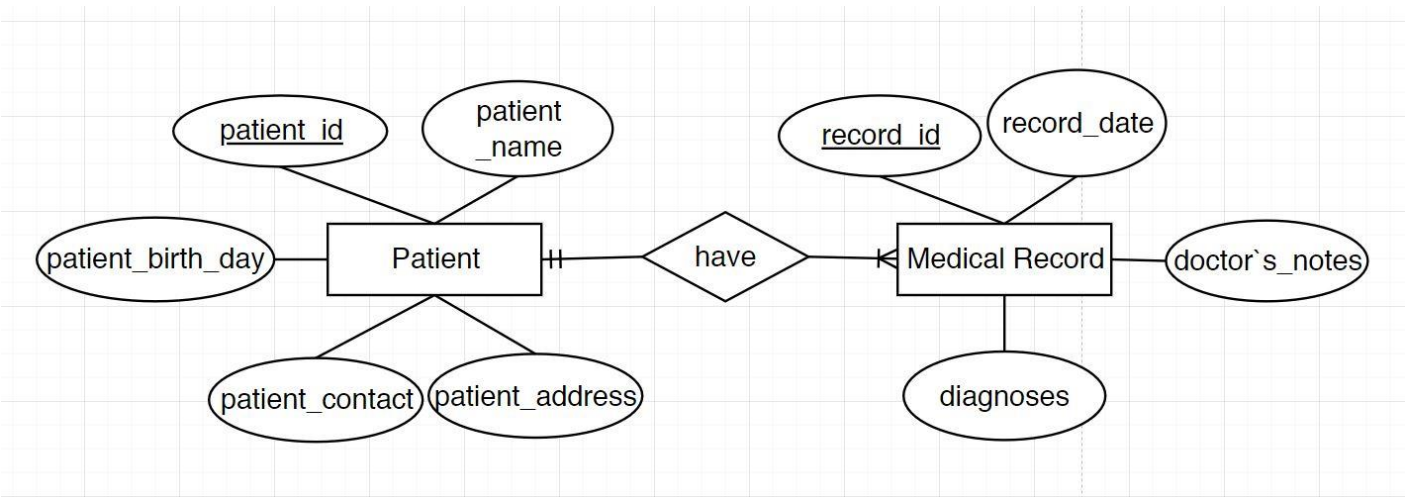 patient_id
patient
_name
record_id
record_date
patient_birth_day
Patient
have
Medical Record
doctor`s_notes
patient_contact
patient_address
diagnoses